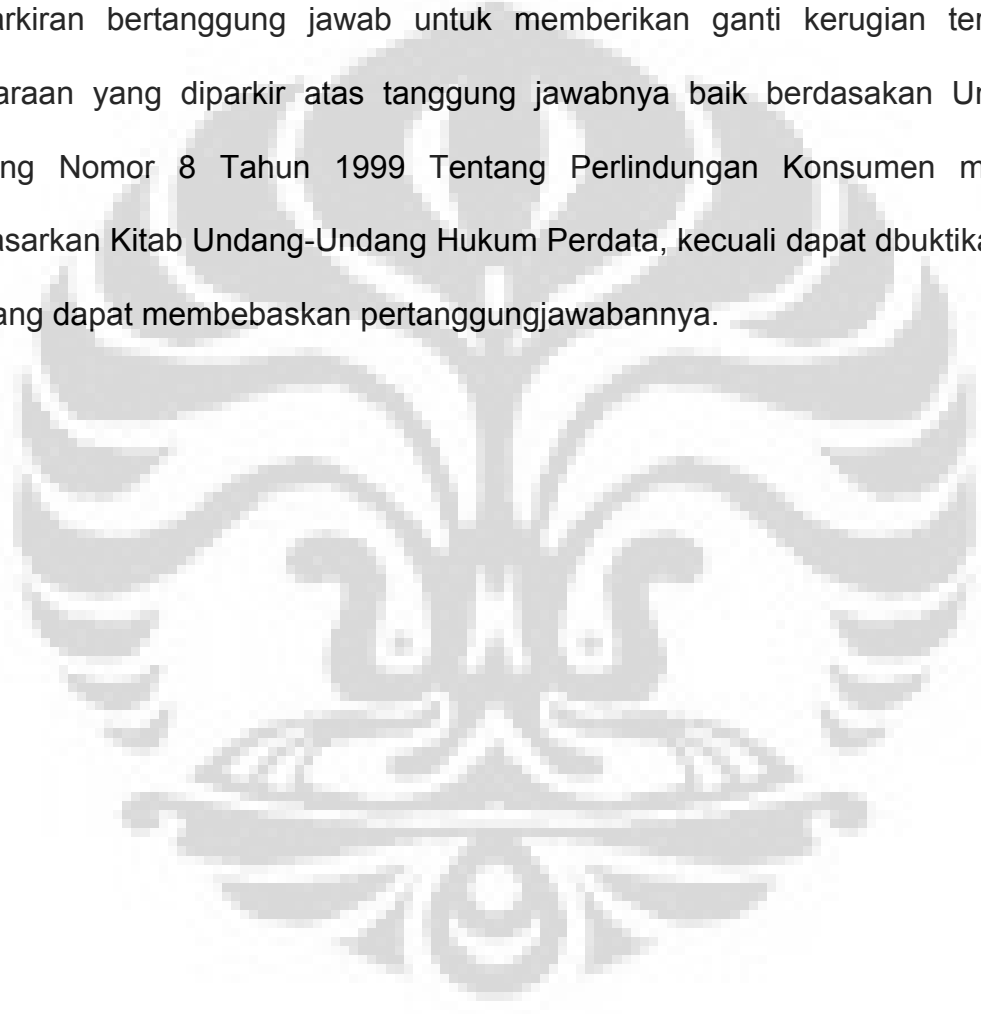 arkiran bertanggung jawab untuk memberikan ganti kerugian ter
araan yang diparkir atas tanggung jawabnya baik berdasakan Un
ng Nomor 8 Tahun 1999 Tentang Perlindungan Konsumen m
asarkan Kitab Undang-Undang Hukum Perdata, kecuali dapat dbuktika
ang dapat membebaskan pertanggungjawabannya.